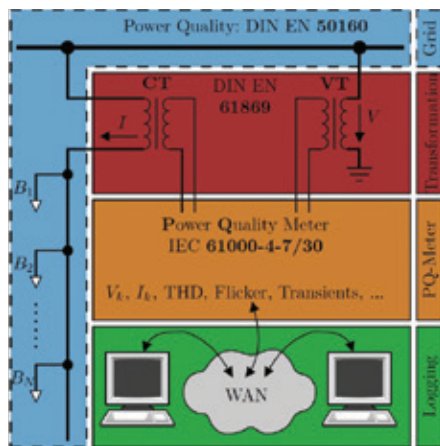 Power Quality: DIN EN 50160
Grid
CT
DIN EN
61869
VT
I
V
Transformation
B1
B2
BN
Power Quality Meter
IEC 61000-4-7/30
Vk, Ik, THD, Flicker, Transients, ...
PQ-Meter
WAN
Logging